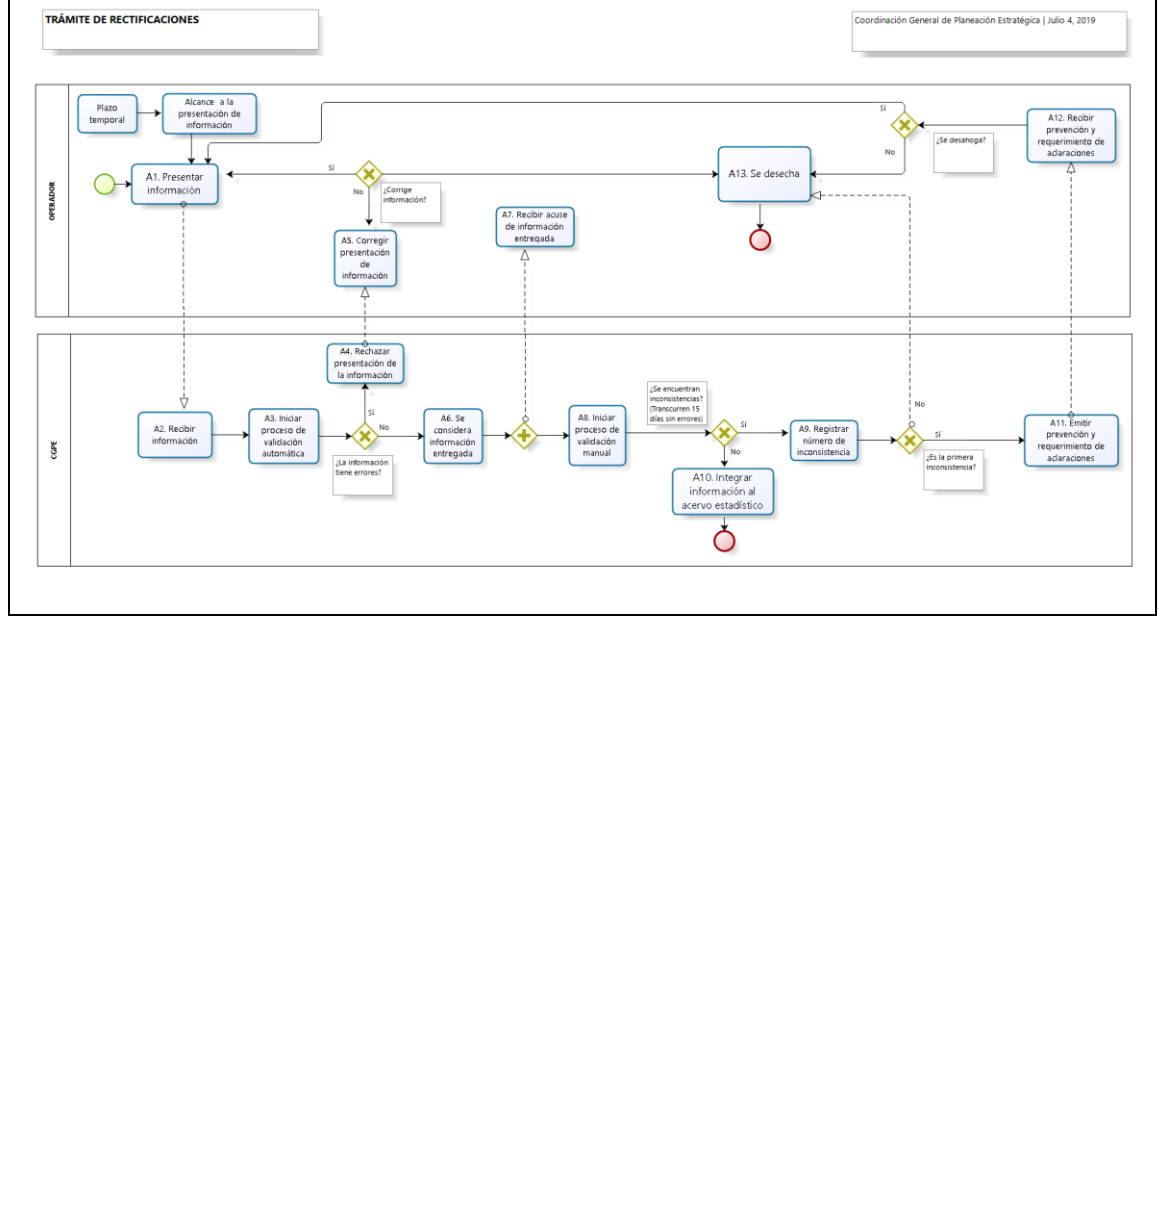 TRÁMITE DE RECTIFICACIONES
Coordinación General de Planeación Estratégica | Julio 4, 2019
OPERADOR
Plazo
temporal
Alcance a la
presentación de
información
A1. Presentar
información
Sí
No
¿Corrige
información?
A5. Corregir
presentación
de
información
A7. Recibir acuse
de información
entregada
A13. Se desecha
Sí
No
¿Se desahoga?
A12. Recibir
prevención y
requerimiento de
aclaraciones
CGPE
A2. Recibir
información
A3. Iniciar
proceso de
validación
automática
A4. Rechazar
presentación de
la información
Sí
No
¿La información
tiene errores?
A6. Se
considera
información
entregada
A8. Iniciar
proceso de
validación
manual
¿Se encuentran
inconsistencias?
(Transcurren 15
días sin errores)
Sí
No
A10. Integrar
información al
acervo estadístico
A9. Registrar
número de
inconsistencia
No
Sí
¿Es la primera
inconsistencia?
A11. Emitir
prevención y
requerimiento de
aclaraciones